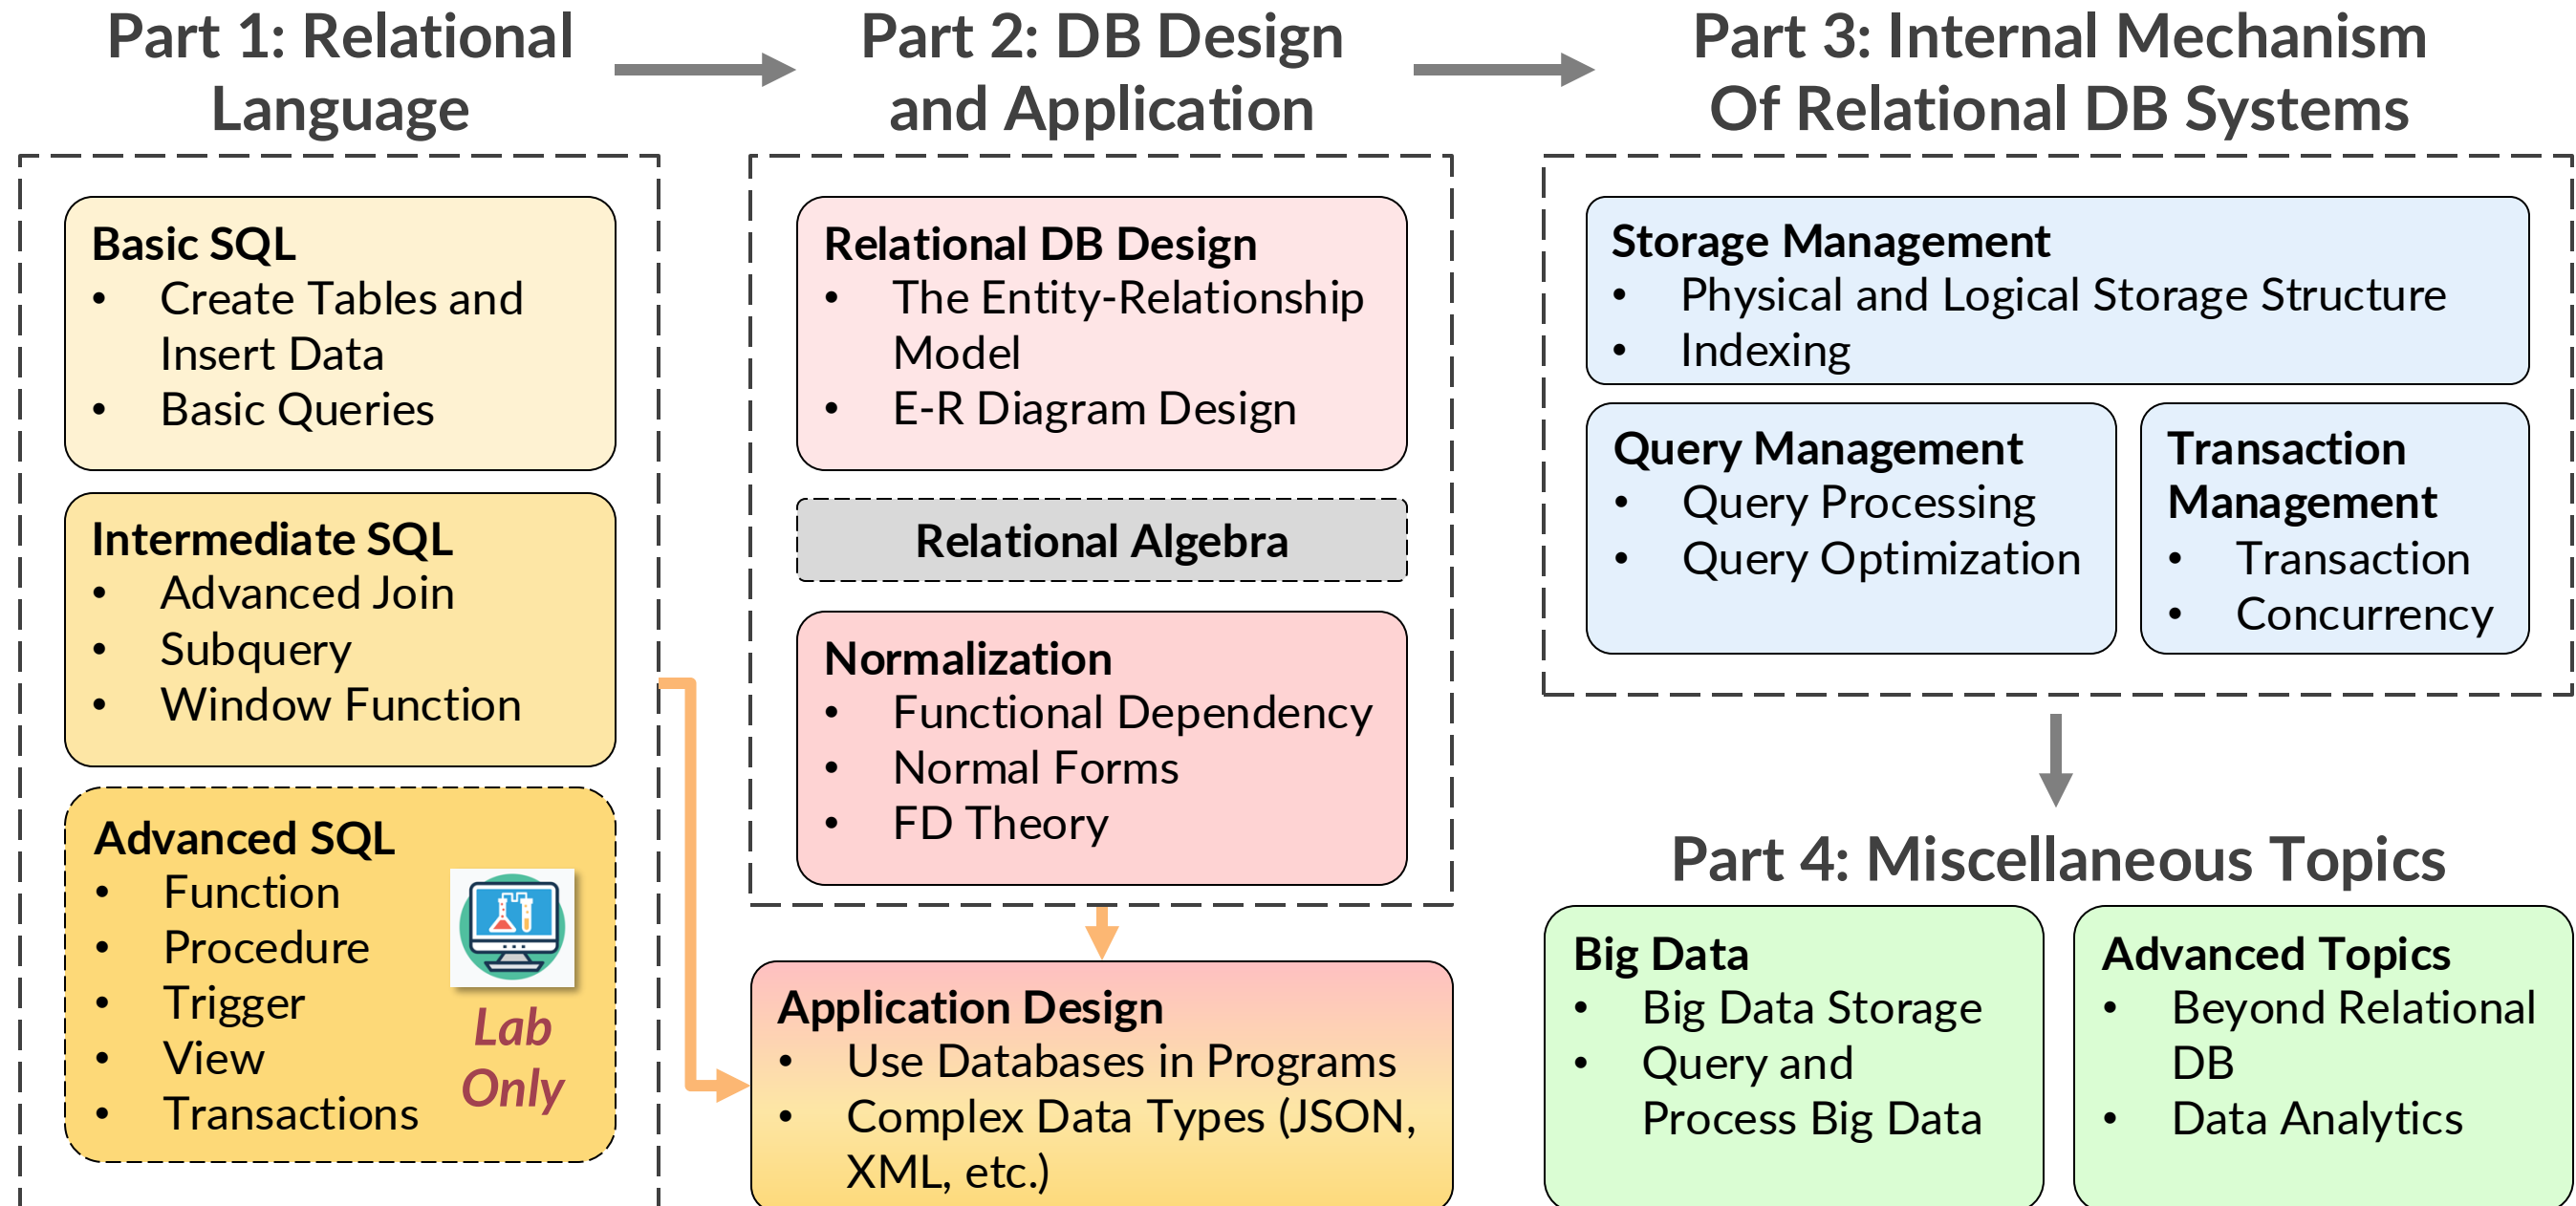 Part 1: Relational
Language
Basic SQL
• Create Tables and
Insert Data
• Basic Queries
Intermediate SQL
• Advanced Join
• Subquery
• Window Function
Advanced SQL
• Function
• Procedure
• Trigger
• View
• Transactions
Lab
Only
Part 2: DB Design
and Application
Relational DB Design
• The Entity-Relationship
Model
• E-R Diagram Design
Relational Algebra
Normalization
• Functional Dependency
• Normal Forms
• FD Theory
Application Design
• Use Databases in Programs
• Complex Data Types (JSON,
XML, etc.)
Part 3: Internal Mechanism
Of Relational DB Systems
Storage Management
• Physical and Logical Storage Structure
• Indexing
Query Management
• Query Processing
• Query Optimization
Transaction
Management
• Transaction
• Concurrency
Part 4: Miscellaneous Topics
Big Data
• Big Data Storage
• Query and
Process Big Data
Advanced Topics
• Beyond Relational
DB
• Data Analytics